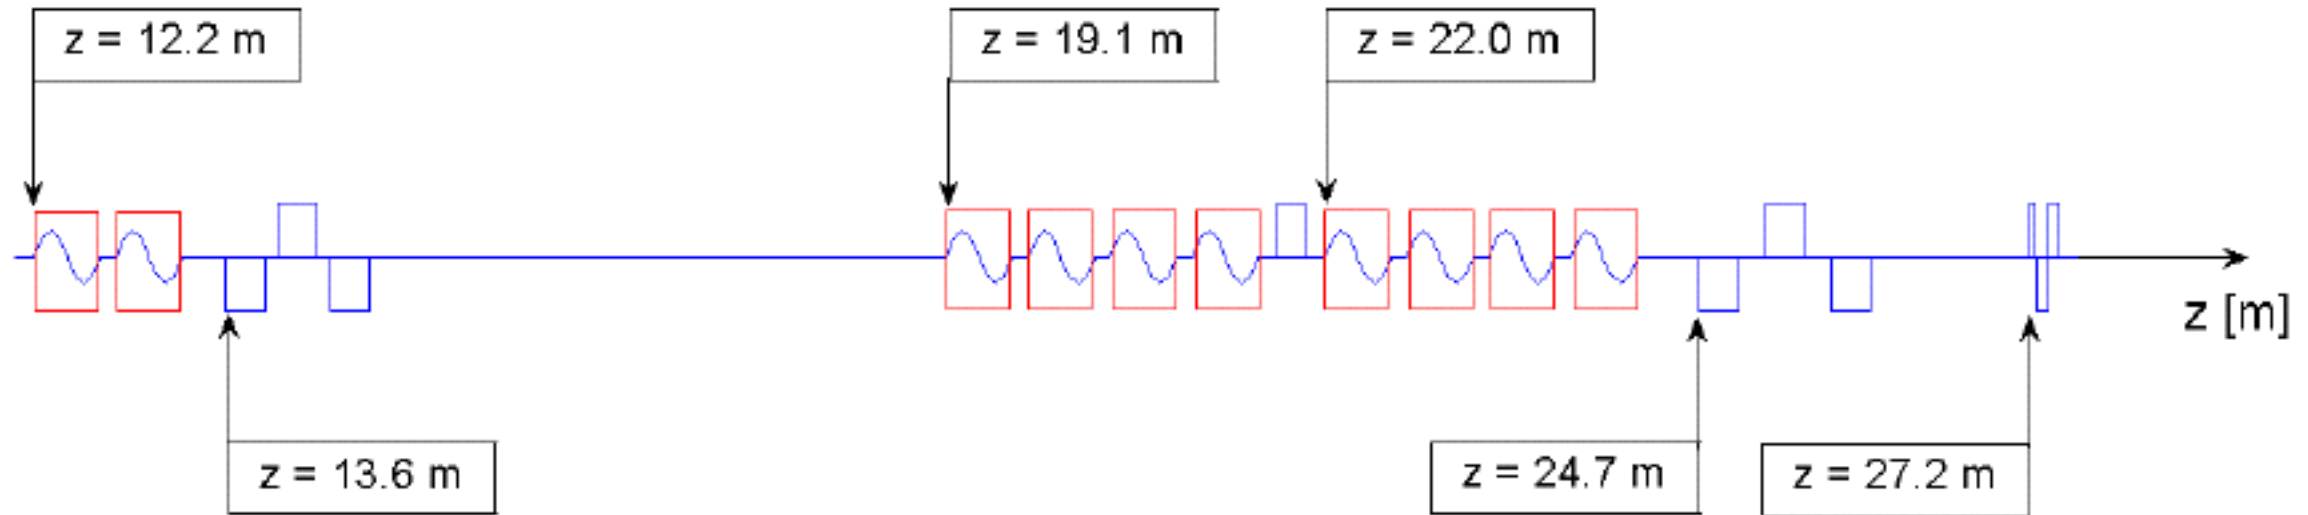 z = 12.2 m
z = 19.1 m
z = 22.0 m
z [m]
z = 13.6 m
z = 24.7 m
z = 27.2 m